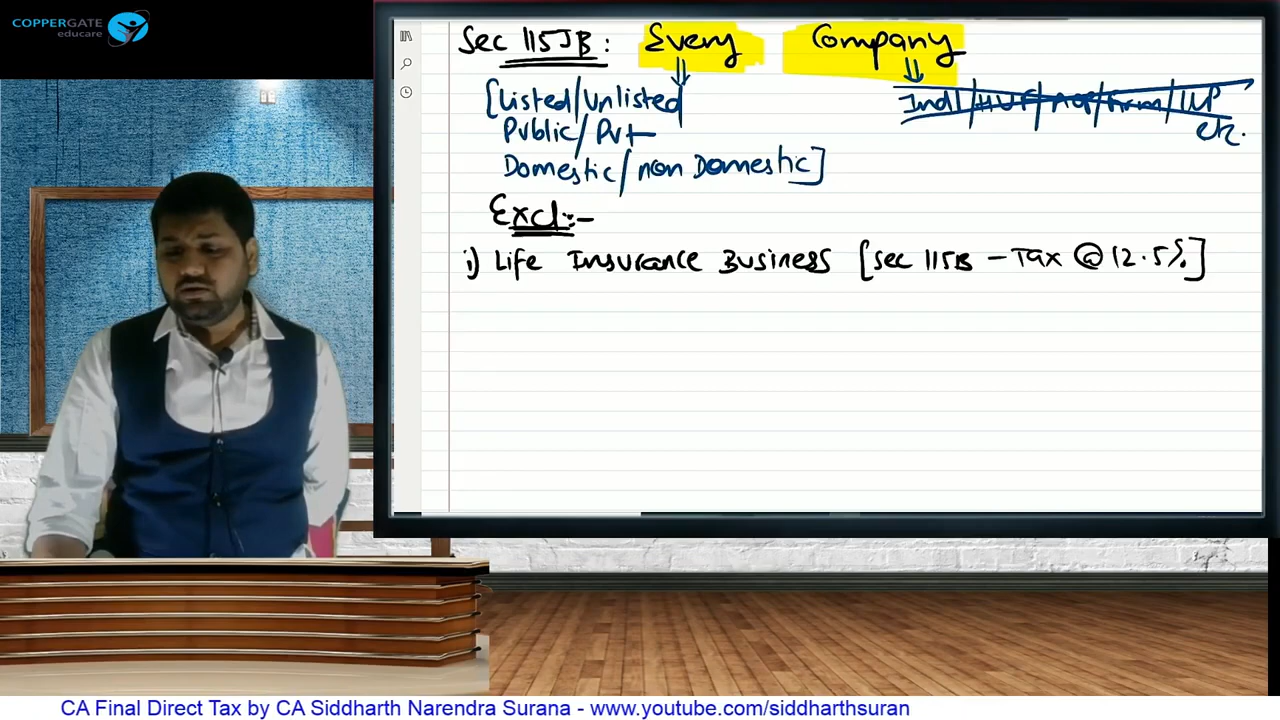 COPPERGATE
educare
Sec 115JB : Every Company
[Listed/Unlisted
Public/Pvt
Domestic/non Domestic]
Indl/HUF/AOP/Firm/LLP
etc.
Excl:-
i) Life Insurance Business [Sec 115B - Tax @ 12.5%]
CA Final Direct Tax by CA Siddharth Narendra Surana - www.youtube.com/siddharthsuran